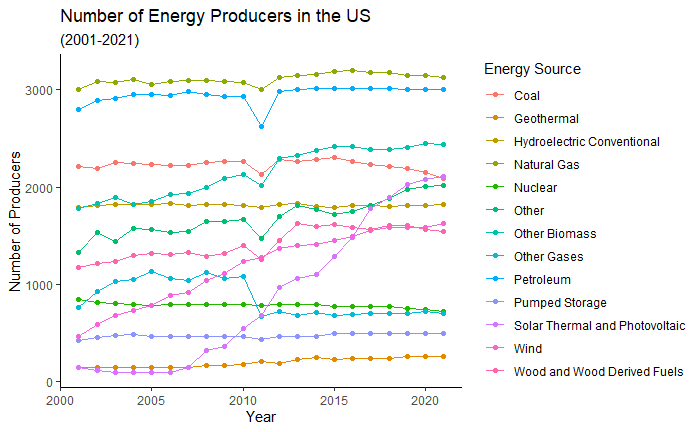 Number of Energy Producers in the US
(2001-2021)
Number of Producers
3000
2000
1000
0
2000
2005
2010
2015
2020
Year
Energy Source
Coal
Geothermal
Hydroelectric Conventional
Natural Gas
Nuclear
Other
Other Biomass
Other Gases
Petroleum
Pumped Storage
Solar Thermal and Photovoltaic
Wind
Wood and Wood Derived Fuels